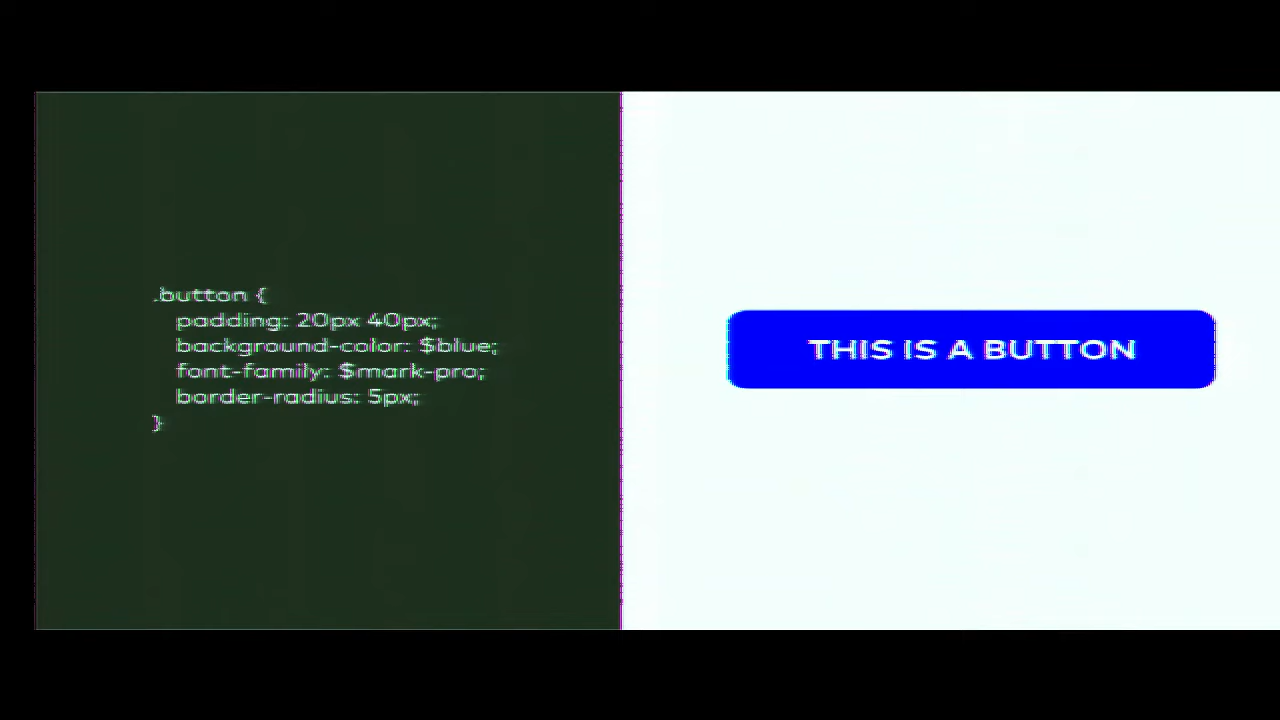 .button {
padding: 20px 40px;
background-color: $blue;
font-family: $mark-pro;
border-radius: 5px;
}
THIS IS A BUTTON